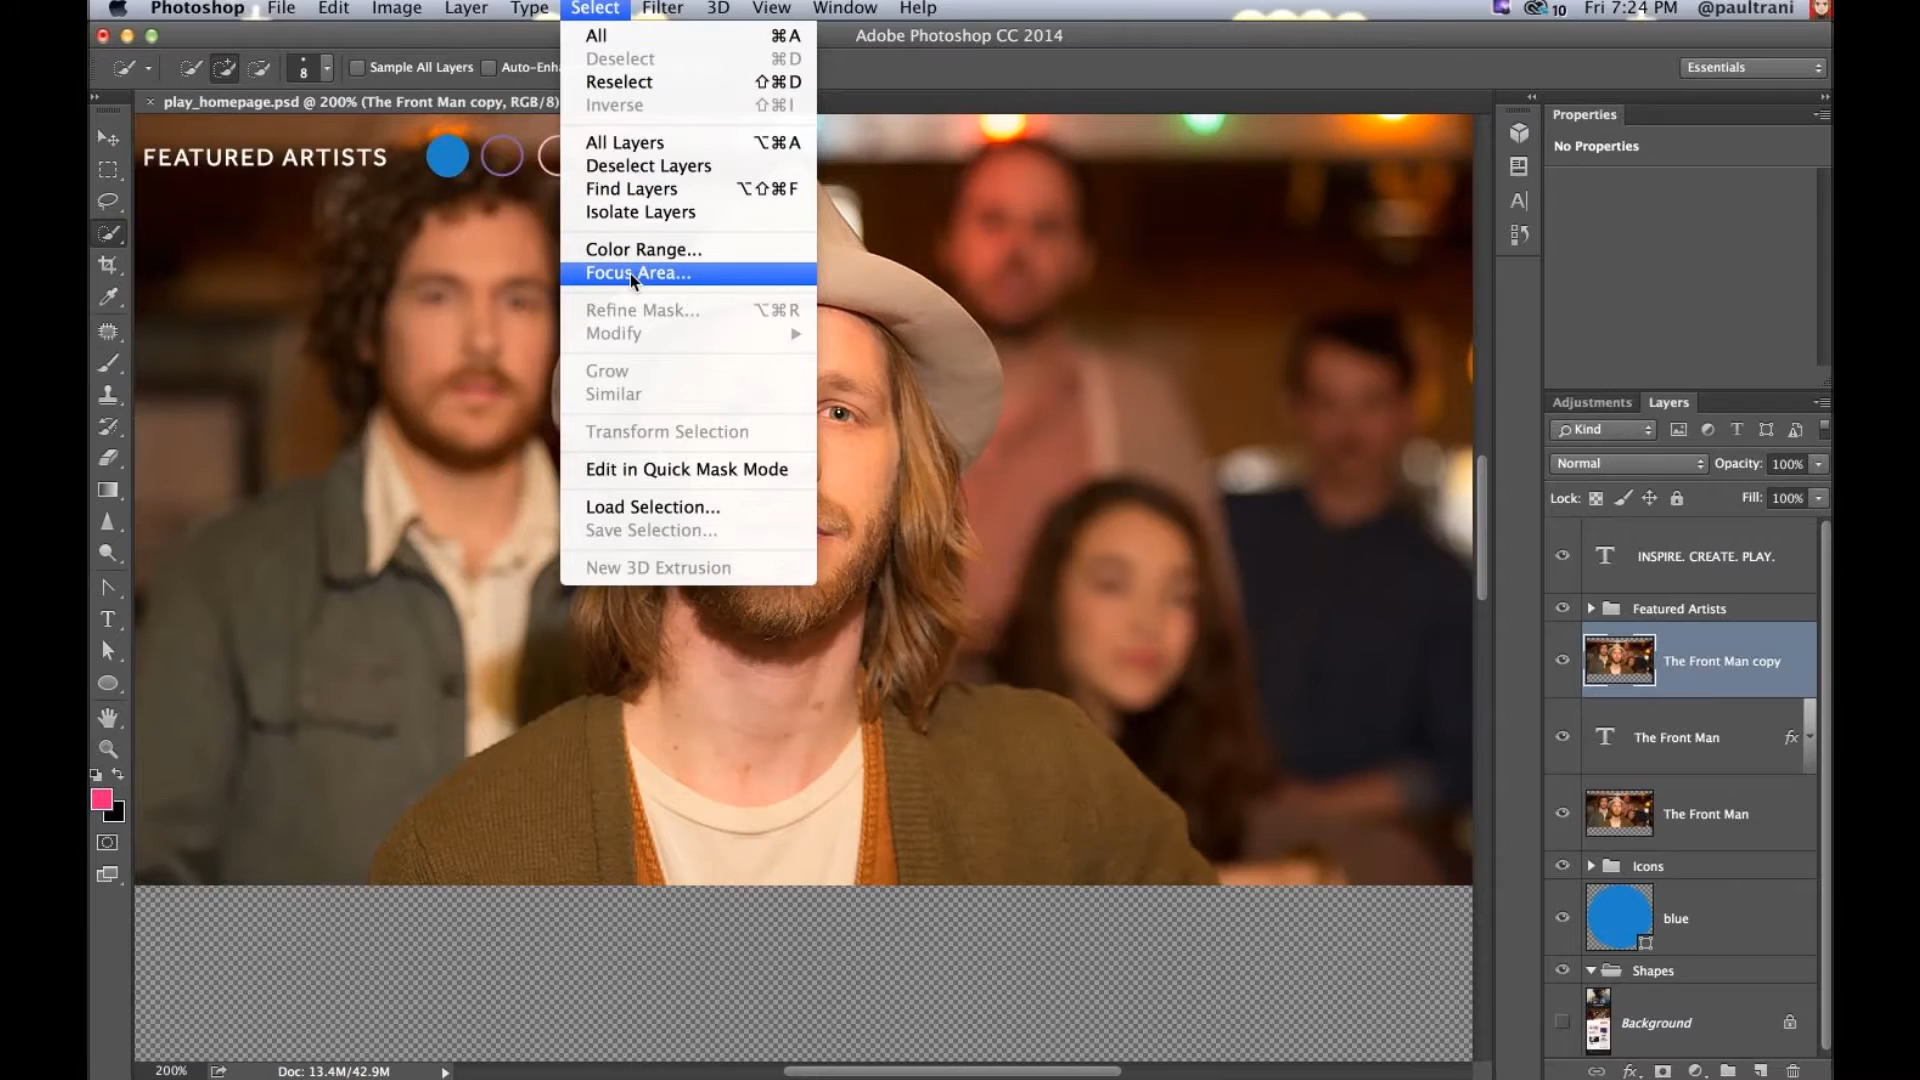 Photoshop File Edit Image Layer Type Select Filter 3D View Window Help 10 Fri 7:24 PM @paultrani
Adobe Photoshop CC 2014
8 Sample All Layers Auto-Enha Essentials
× play_homepage.psd @ 200% (The Front Man copy, RGB/8)
FEATURED ARTISTS
All ⌘A
Deselect ⌘D
Reselect ⇧⌘D
Inverse ⇧⌘I
All Layers ⌥⌘A
Deselect Layers
Find Layers ⌥⇧⌘F
Isolate Layers
Color Range...
Focus Area...
Refine Mask... ⌥⌘R
Modify
Grow
Similar
Transform Selection
Edit in Quick Mask Mode
Load Selection...
Save Selection...
New 3D Extrusion
Properties
No Properties
Adjustments Layers
Kind
Normal Opacity: 100%
Lock: Fill: 100%
T INSPIRE. CREATE. PLAY.
Featured Artists
The Front Man copy
T The Front Man fx
The Front Man
Icons
blue
Shapes
Background
200% Doc: 13.4M/42.9M